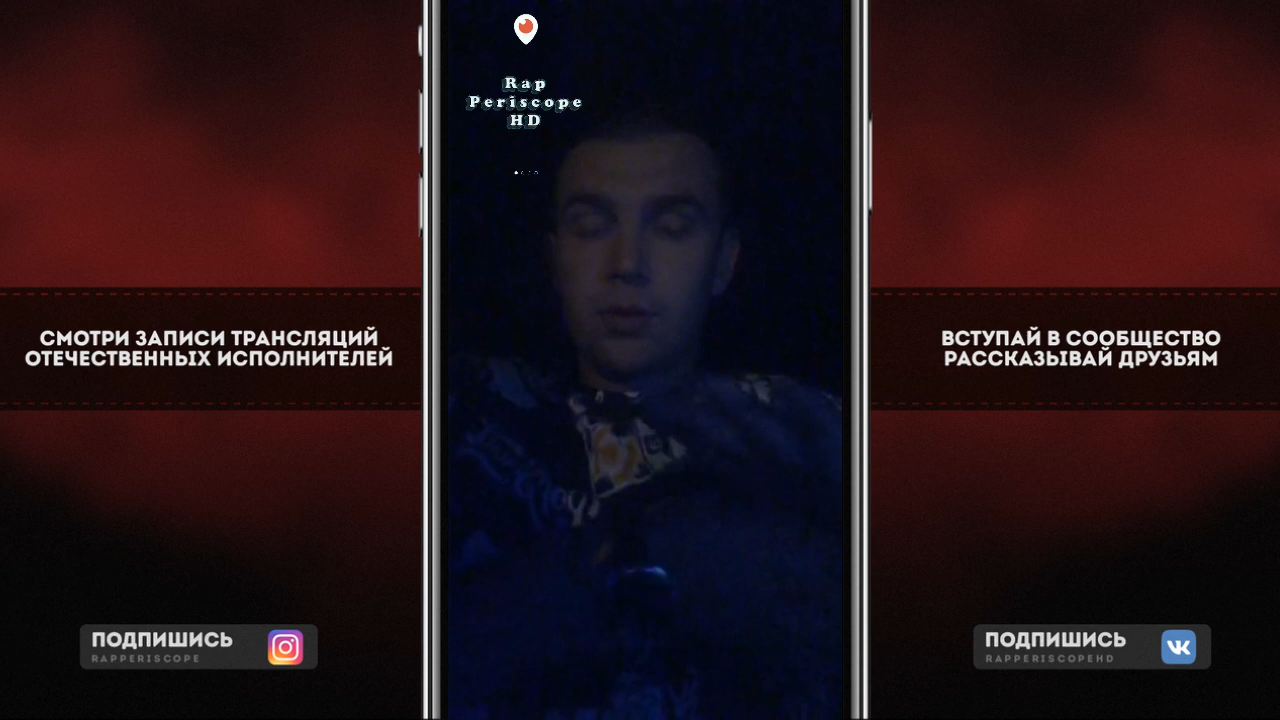 Rap
Periscope
HD
СМОТРИ ЗАПИСИ ТРАНСЛЯЦИЙ
ОТЕЧЕСТВЕННЫХ ИСПОЛНИТЕЛЕЙ
ВСТУПАЙ В СООБЩЕСТВО
РАССКАЗЫВАЙ ДРУЗЬЯМ
ПОДПИШИСЬ
RAPPERISCOPE
ПОДПИШИСЬ
RAPPERISCOPEHD